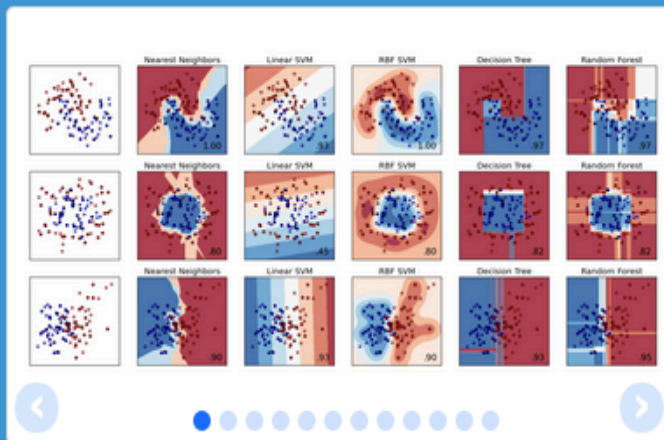 Nearest Neighbors Linear SVM RBF SVM Decision Tree Random Forest
1.00 .93 1.00 .97 .97
Nearest Neighbors Linear SVM RBF SVM Decision Tree Random Forest
.80 .45 .80 .82 .82
Nearest Neighbors Linear SVM RBF SVM Decision Tree Random Forest
.90 .93 .90 .93 .95